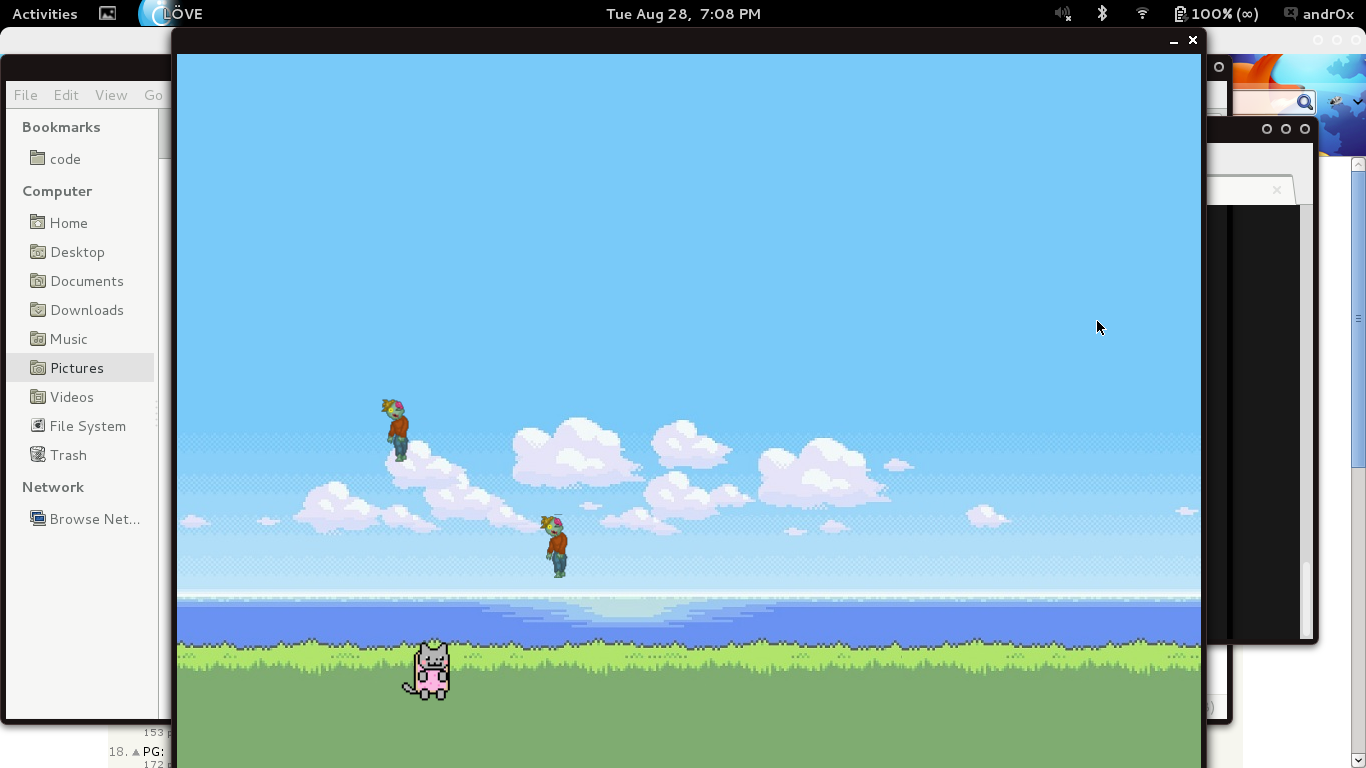 Activities
LÖVE
Tue Aug 28, 7:08 PM
100% (∞)
andr0x
File Edit View Go
Bookmarks
code
Computer
Home
Desktop
Documents
Downloads
Music
Pictures
Videos
File System
Trash
Network
Browse Net...
153
18. PG:
172